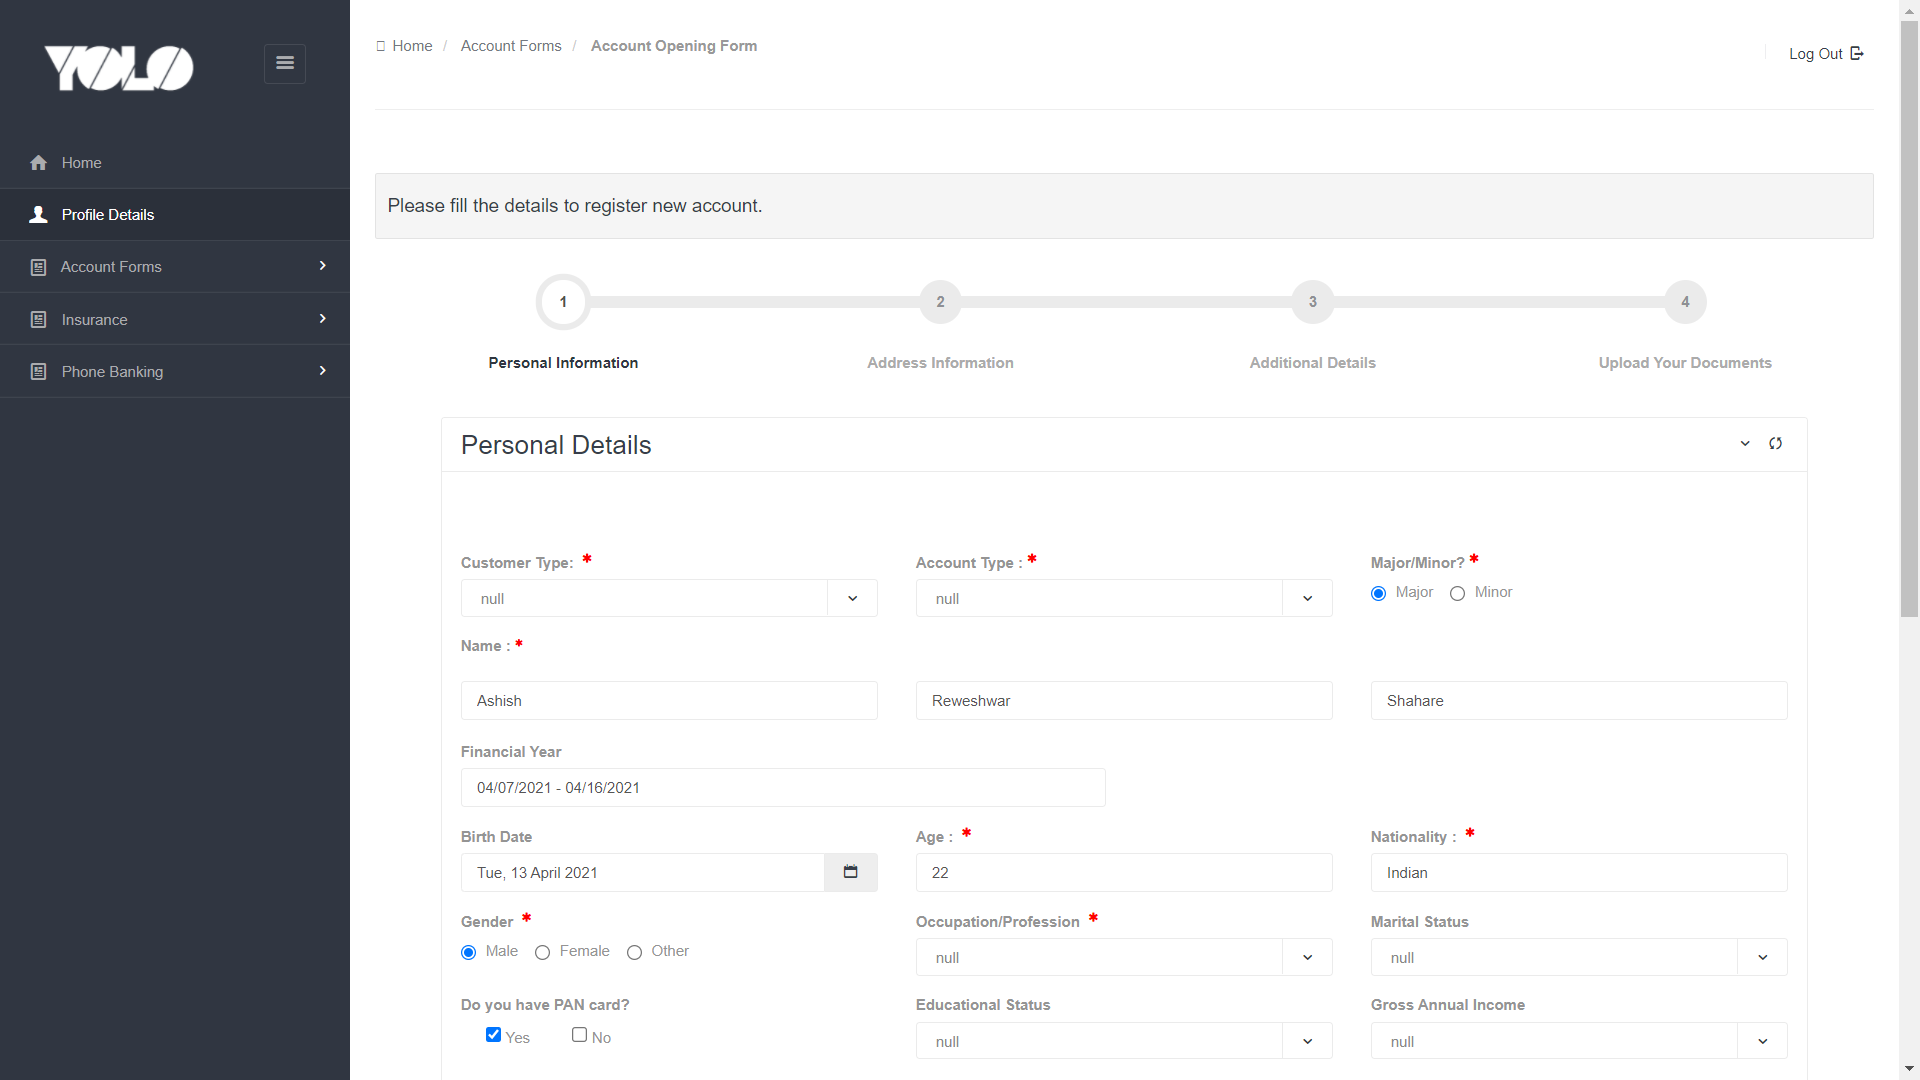 YOLO
Home / Account Forms / Account Opening Form
Log Out
Home
Profile Details
Account Forms
Insurance
Phone Banking
Please fill the details to register new account.
1 2 3 4
Personal Information Address Information Additional Details Upload Your Documents
Personal Details
Customer Type: * Account Type : * Major/Minor? *
null null Major Minor
Name : *
Ashish Reweshwar Shahare
Financial Year
04/07/2021 - 04/16/2021
Birth Date Age : * Nationality : *
Tue, 13 April 2021 22 Indian
Gender * Occupation/Profession * Marital Status
Male Female Other null null
Do you have PAN card? Educational Status Gross Annual Income
Yes No null null